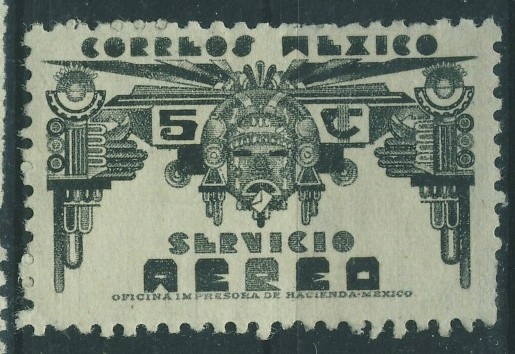 CORREOS MEXICO
5 ¢
SERVICIO
AEREO
OFICINA IMPRESORA DE HACIENDA-MEXICO